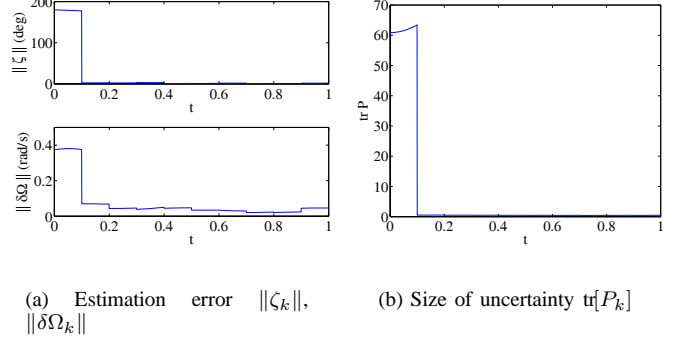 200
100
0
|| ζ || (deg)
0 0.2 0.4 0.6 0.8 1
t
0.4
0.2
0
|| δΩ || (rad/s)
0 0.2 0.4 0.6 0.8 1
t
70
60
50
40
30
20
10
0
tr P
0 0.2 0.4 0.6 0.8 1
t
(a) Estimation error ‖ζₖ‖,
‖δΩₖ‖
(b) Size of uncertainty tr[Pₖ]